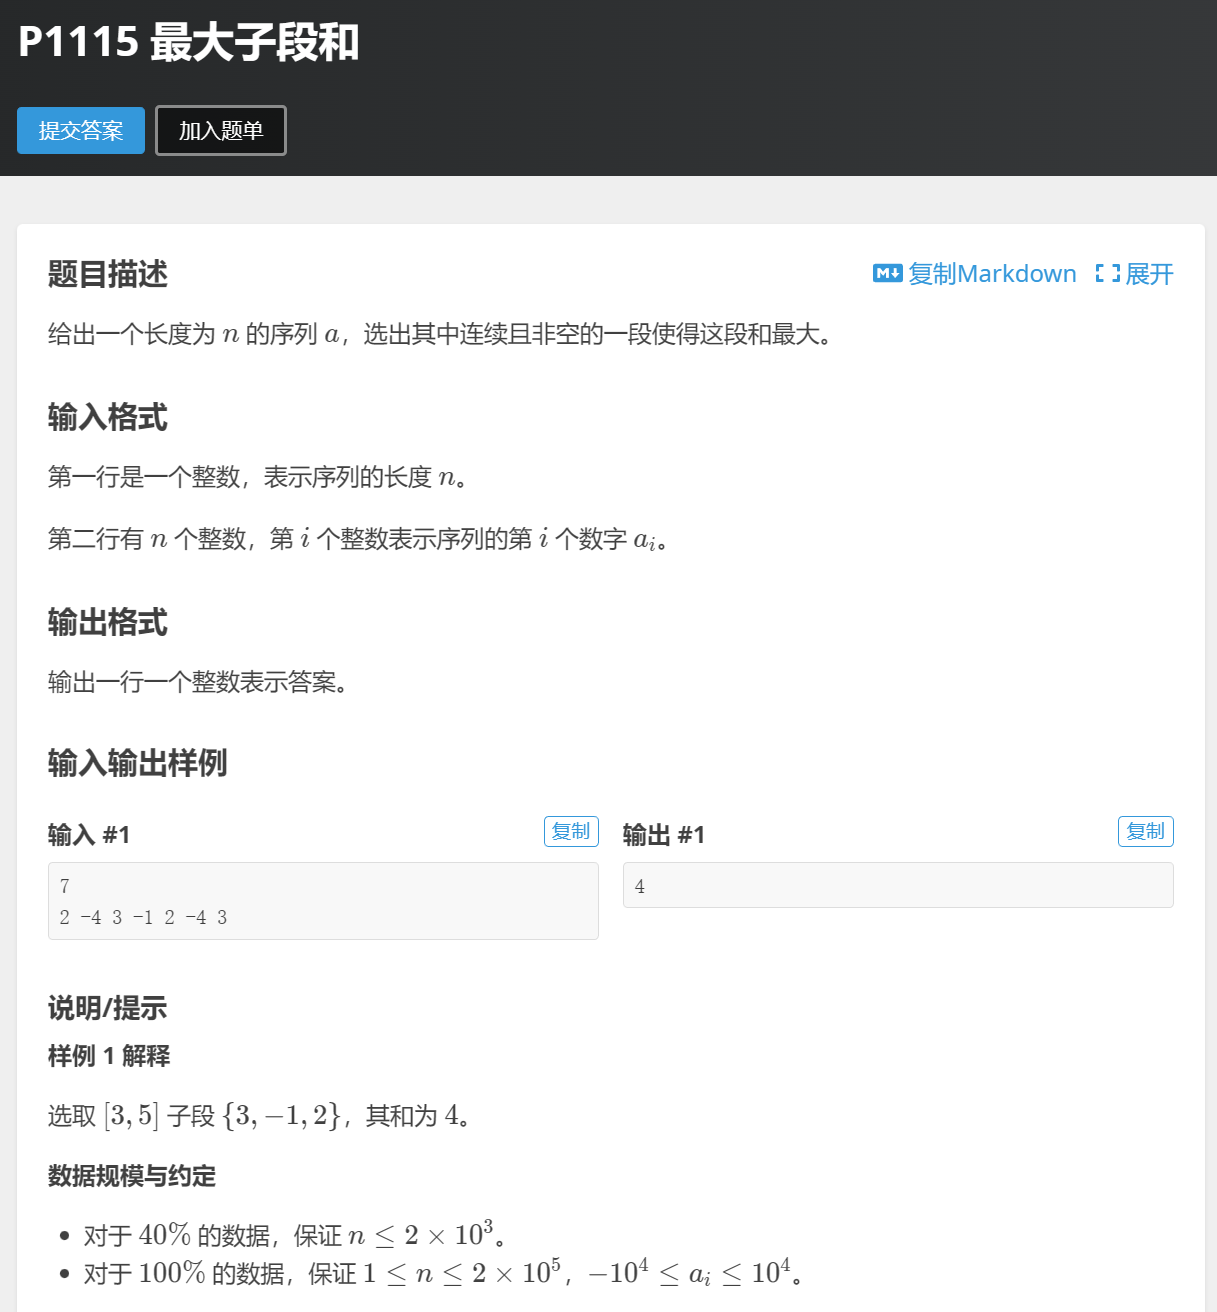 P1115 最大子段和
提交答案 加入题单
题目描述 复制Markdown 展开
给出一个长度为 n 的序列 a，选出其中连续且非空的一段使得这段和最大。
输入格式
第一行是一个整数，表示序列的长度 n。
第二行有 n 个整数，第 i 个整数表示序列的第 i 个数字 a_i。
输出格式
输出一行一个整数表示答案。
输入输出样例
输入 #1 复制 输出 #1 复制
7 4
2 -4 3 -1 2 -4 3
说明/提示
样例 1 解释
选取 [3, 5] 子段 {3, −1, 2}，其和为 4。
数据规模与约定
• 对于 40% 的数据，保证 n ≤ 2 × 10^3。
• 对于 100% 的数据，保证 1 ≤ n ≤ 2 × 10^5，−10^4 ≤ a_i ≤ 10^4。